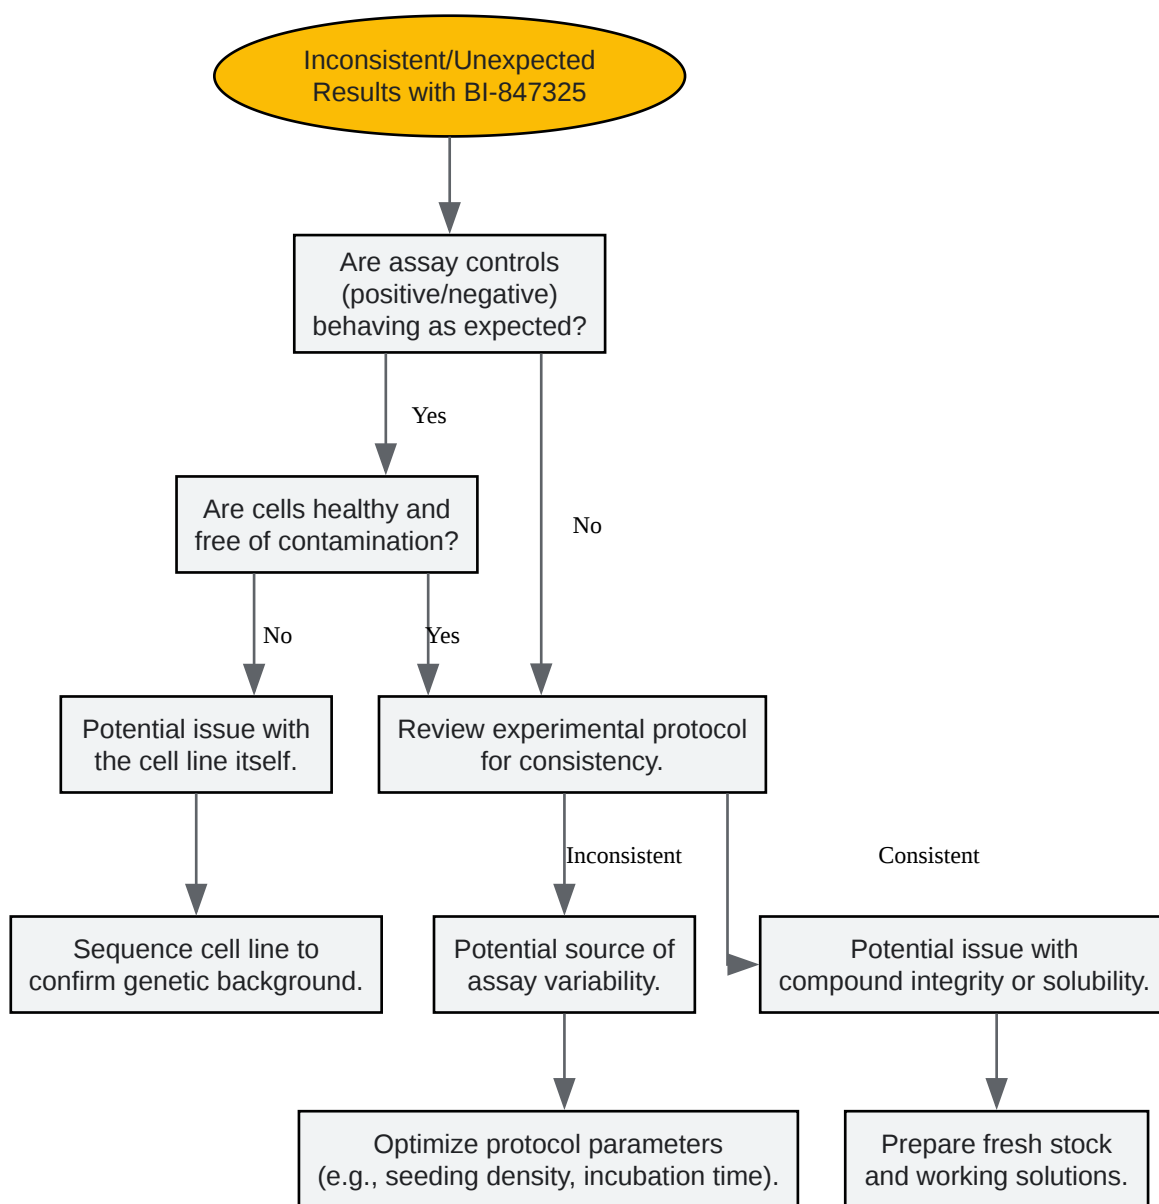 Inconsistent/Unexpected
Results with BI-847325
Are assay controls
(positive/negative)
behaving as expected?
Yes
Are cells healthy and
free of contamination?
No
No
Yes
Potential issue with
the cell line itself.
Review experimental protocol
for consistency.
Inconsistent
Consistent
Sequence cell line to
confirm genetic background.
Potential source of
assay variability.
Potential issue with
compound integrity or solubility.
Optimize protocol parameters
(e.g., seeding density, incubation time).
Prepare fresh stock
and working solutions.